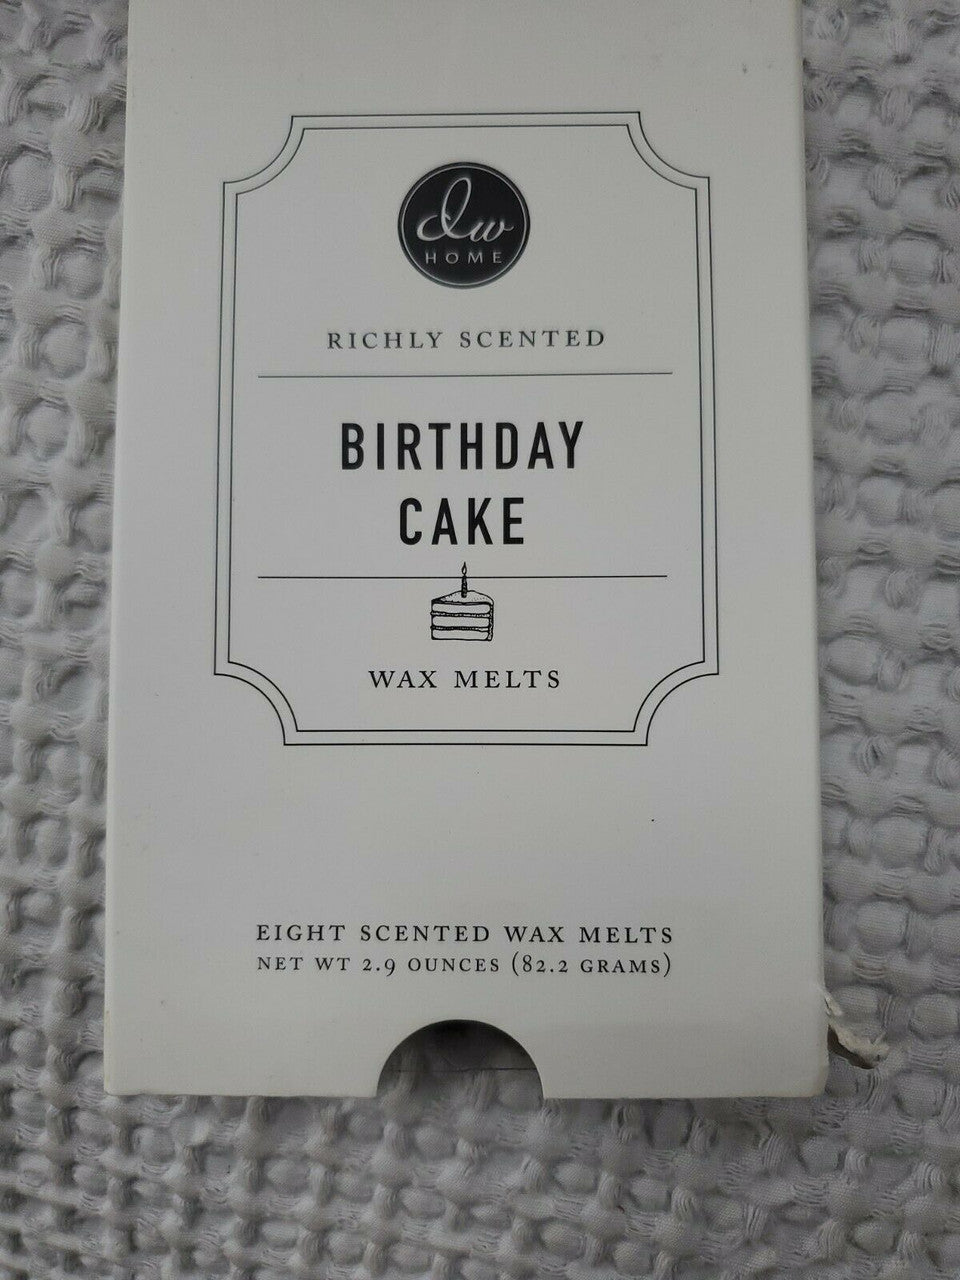 dw
HOME
RICHLY SCENTED
BIRTHDAY
CAKE
WAX MELTS
EIGHT SCENTED WAX MELTS
NET WT 2.9 OUNCES (82.2 GRAMS)